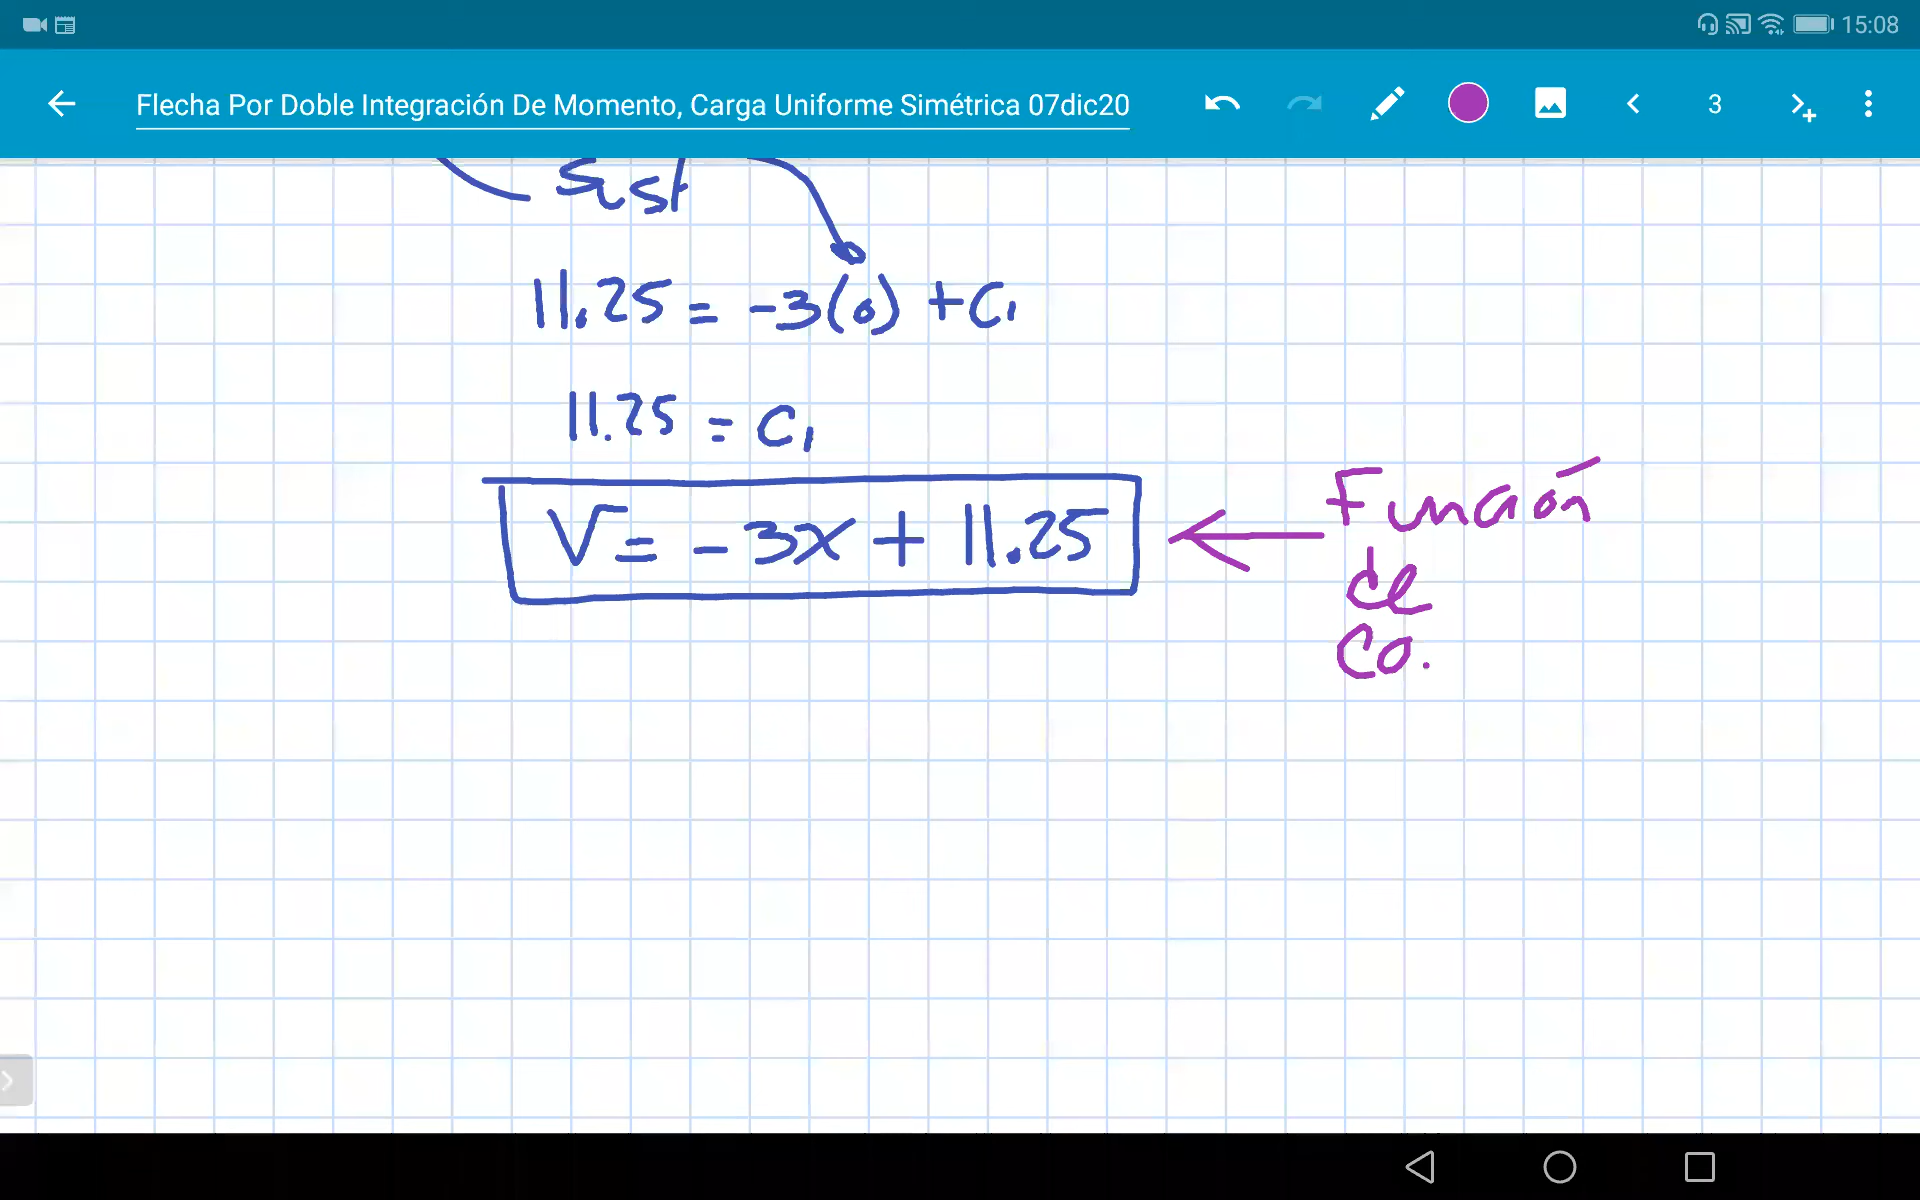 15:08
Flecha Por Doble Integración De Momento, Carga Uniforme Simétrica 07dic20
3
Sust
11.25 = -3(0) + C₁
11.25 = C₁
V = -3x + 11.25
Función
de
Co.